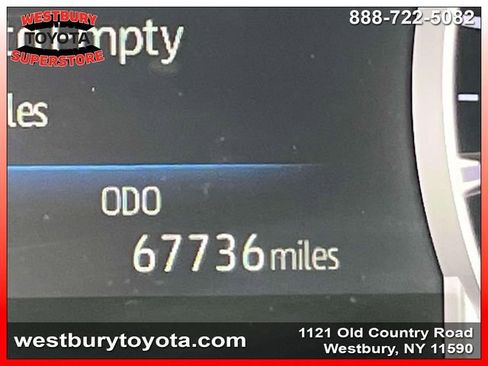 WESTBURY
TOYOTA
SUPERSTORE
888-722-5082
empty
les
ODO
67736 miles
westburytoyota.com
1121 Old Country Road
Westbury, NY 11590